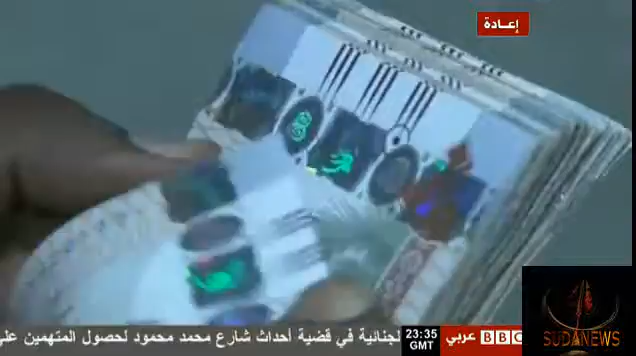 إعادة
الجنائية في قضية أحداث شارع محمد محمود لحصول المتهمين على
23:35
GMT
عربي BBC
SUDANEWS